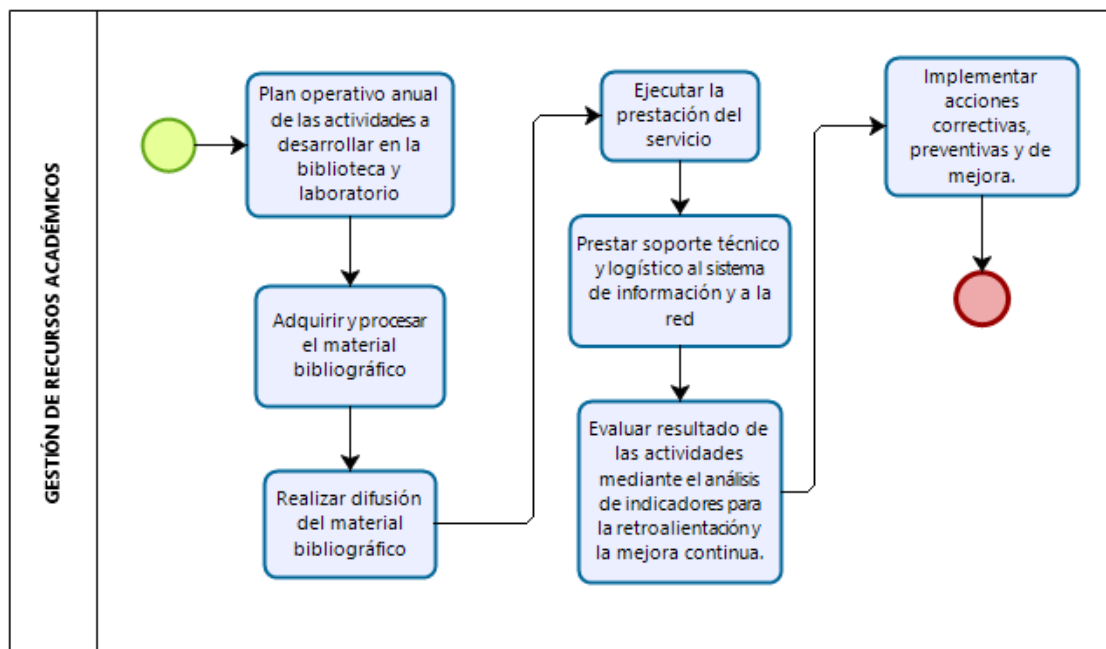 GESTIÓN DE RECURSOS ACADÉMICOS
Plan operativo anual
de las actividades a
desarrollar en la
biblioteca y
laboratorio
Adquirir y procesar
el material
bibliográfico
Realizar difusión
del material
bibliográfico
Ejecutar la
prestación del
servicio
Prestar soporte técnico
y logístico al sistema
de información y a la
red
Evaluar resultado de
las actividades
mediante el análisis
de indicadores para
la retroalientación y
la mejora continua.
Implementar
acciones
correctivas,
preventivas y de
mejora.